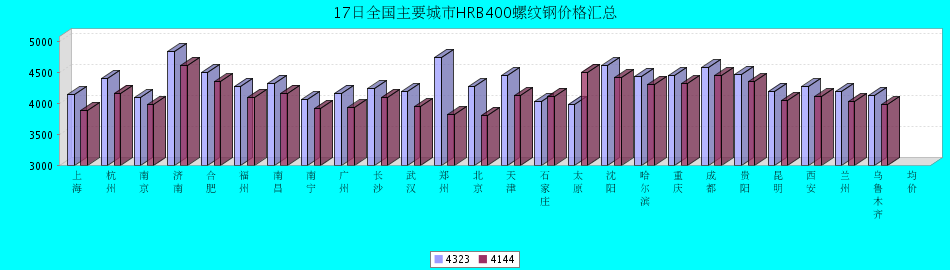 17日全国主要城市HRB400螺纹钢价格汇总
5000
4500
4000
3500
3000
上海
杭州
南京
济南
合肥
福州
南昌
南宁
广州
长沙
武汉
郑州
北京
天津
石家庄
太原
沈阳
哈尔滨
重庆
成都
贵阳
昆明
西安
兰州
乌鲁木齐
均价
4323
4144